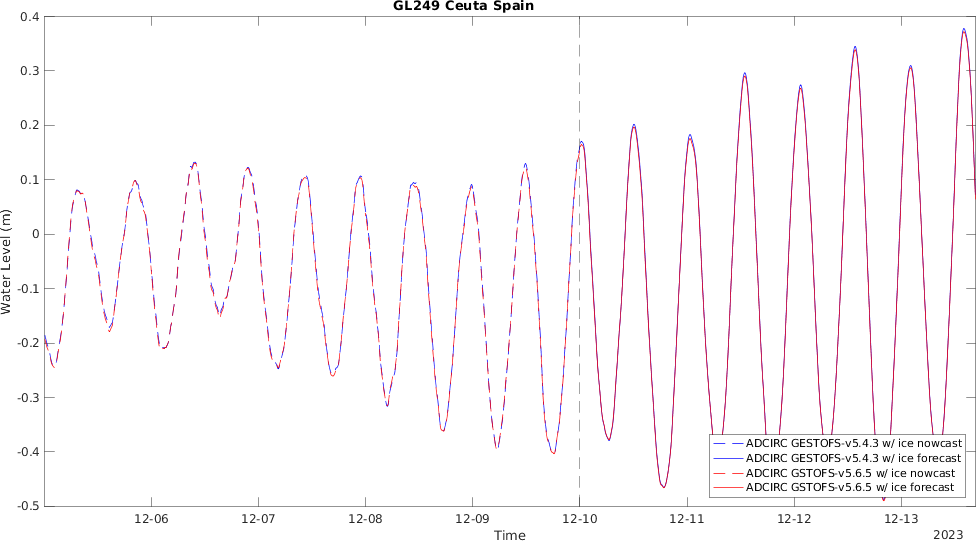 GL249 Ceuta Spain
0.4
0.3
0.2
0.1
0
-0.1
-0.2
-0.3
-0.4
-0.5
Water Level (m)
ADCIRC GESTOFS-v5.4.3 w/ ice nowcast
ADCIRC GESTOFS-v5.4.3 w/ ice forecast
ADCIRC GSTOFS-v5.6.5 w/ ice nowcast
ADCIRC GSTOFS-v5.6.5 w/ ice forecast
12-06 12-07 12-08 12-09 12-10 12-11 12-12 12-13
Time
2023